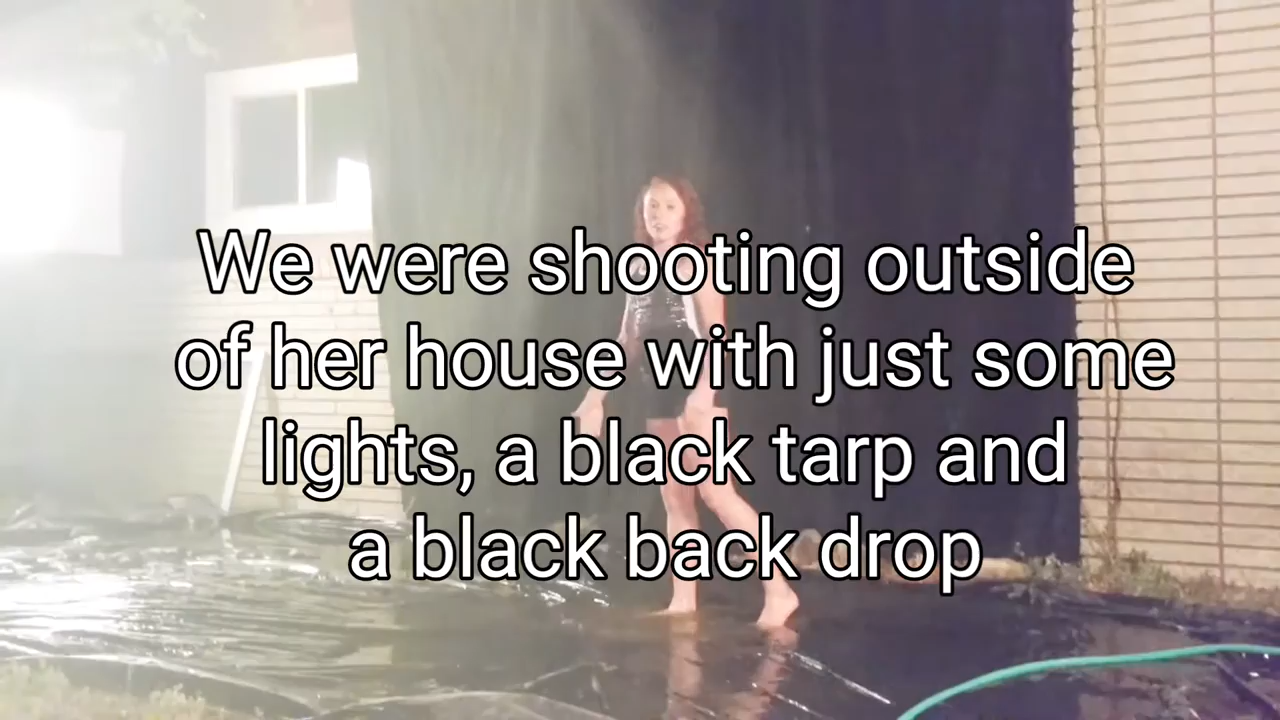 We were shooting outside
of her house with just some
lights, a black tarp and
a black back drop